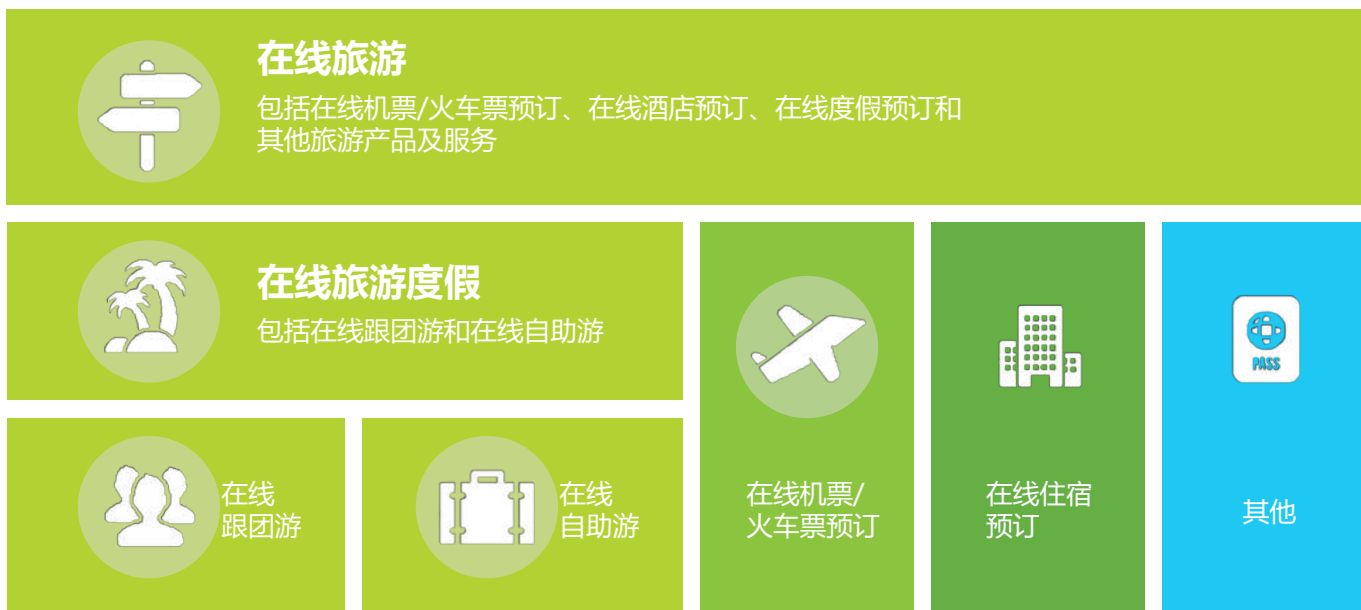 在线旅游
包括在线机票/火车票预订、在线酒店预订、在线度假预订和
其他旅游产品及服务
在线旅游度假
包括在线跟团游和在线自助游
PASS
在线
跟团游
在线
自助游
在线机票/
火车票预订
在线住宿
预订
其他